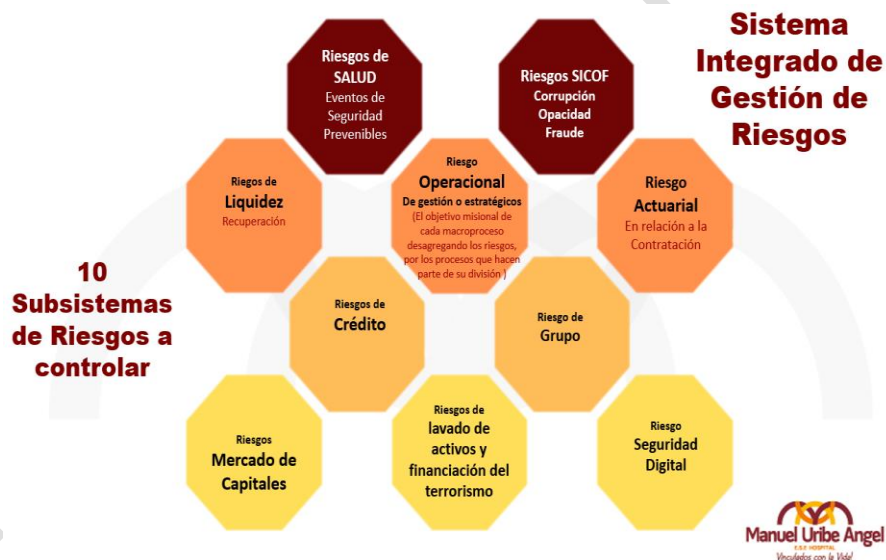 Sistema
Integrado de
Gestión de
Riesgos
Riesgos de
SALUD
Eventos de
Seguridad
Prevenibles
Riesgos SICOF
Corrupción
Opacidad
Fraude
Riegos de
Liquidez
Recuperación
Riesgo
Operacional
De gestión o estratégicos
(El objetivo misional de
cada macroproceso
desagregando los riesgos,
por los procesos que hacen
parte de su división )
Riesgo
Actuarial
En relación a la
Contratación
10
Subsistemas
de Riesgos a
controlar
Riesgos de
Crédito
Riesgo de
Grupo
Riesgos
Mercado de
Capitales
Riesgos de
lavado de
activos y
financiación del
terrorismo
Riesgo
Seguridad
Digital
Manuel Uribe Angel
E.S.E HOSPITAL
Vinculados con la Vida!